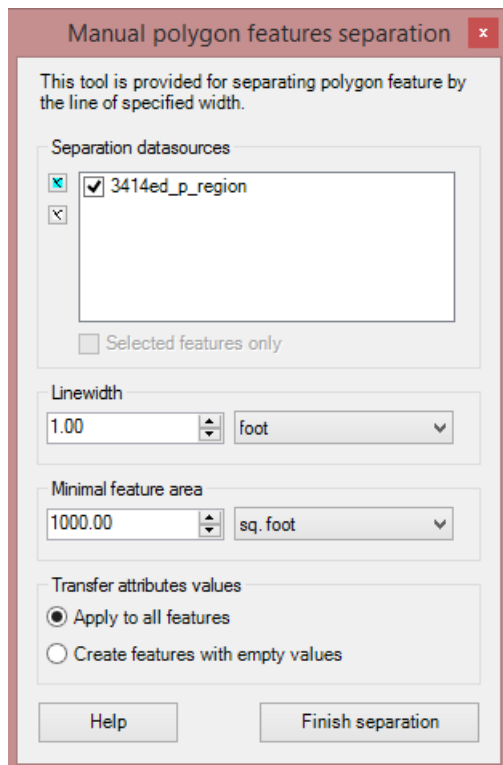 Manual polygon features separation
x
This tool is provided for separating polygon feature by
the line of specified width.
Separation datasources
3414ed_p_region
Selected features only
Linewidth
1.00
foot
Minimal feature area
1000.00
sq. foot
Transfer attributes values
Apply to all features
Create features with empty values
Help
Finish separation